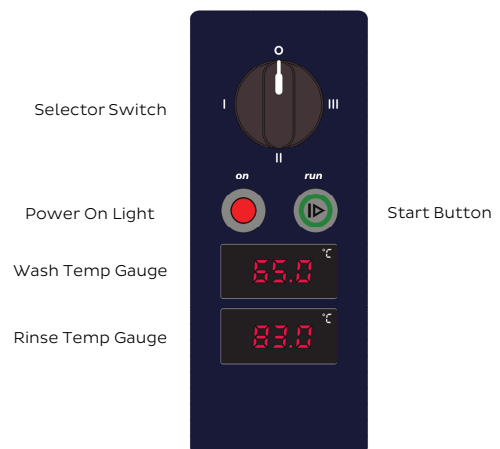 O
Selector Switch
I
III
II
on
run
Power On Light
Start Button
°C
Wash Temp Gauge
65.0
°C
Rinse Temp Gauge
83.0